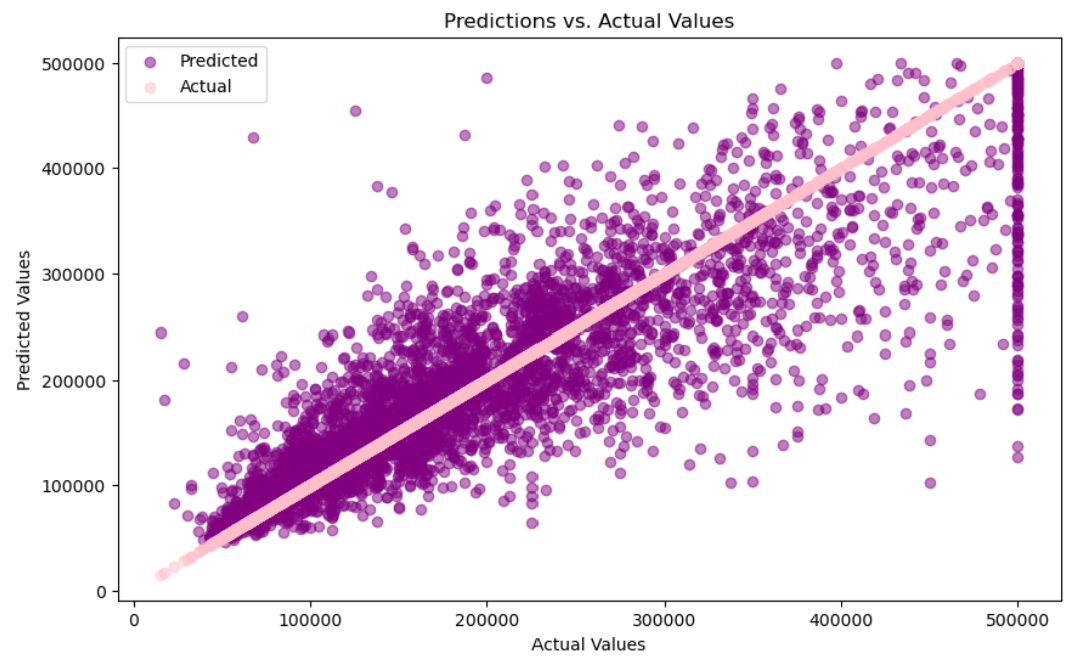 Predictions vs. Actual Values
Predicted
Actual
500000
400000
300000
200000
100000
0
Predicted Values
0 100000 200000 300000 400000 500000
Actual Values